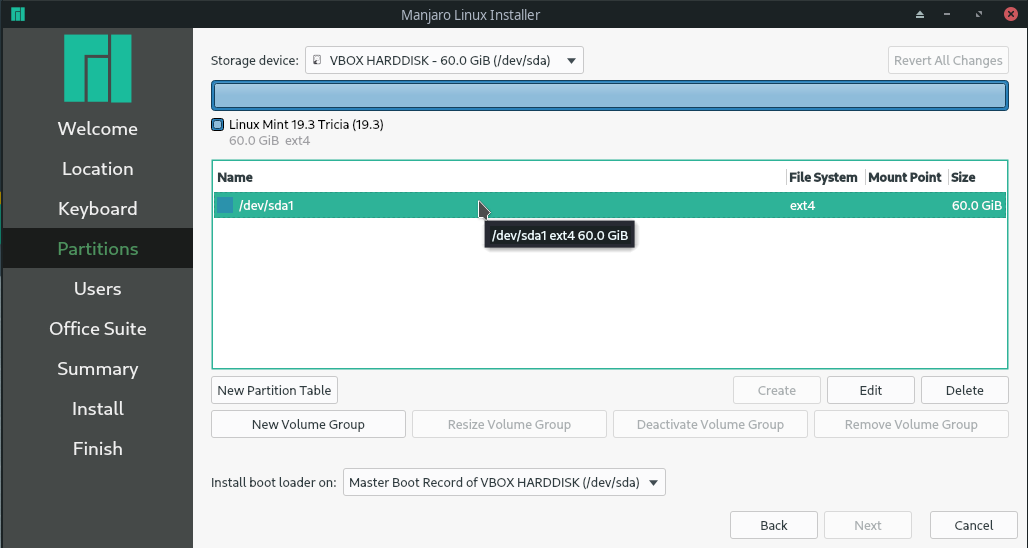 Manjaro Linux Installer
Welcome
Location
Keyboard
Partitions
Users
Office Suite
Summary
Install
Finish
Storage device: VBOX HARDDISK - 60.0 GiB (/dev/sda) Revert All Changes
Linux Mint 19.3 Tricia (19.3)
60.0 GiB ext4
Name File System Mount Point Size
/dev/sda1 ext4 60.0 GiB
/dev/sda1 ext4 60.0 GiB
New Partition Table Create Edit Delete
New Volume Group Resize Volume Group Deactivate Volume Group Remove Volume Group
Install boot loader on: Master Boot Record of VBOX HARDDISK (/dev/sda)
Back Next Cancel